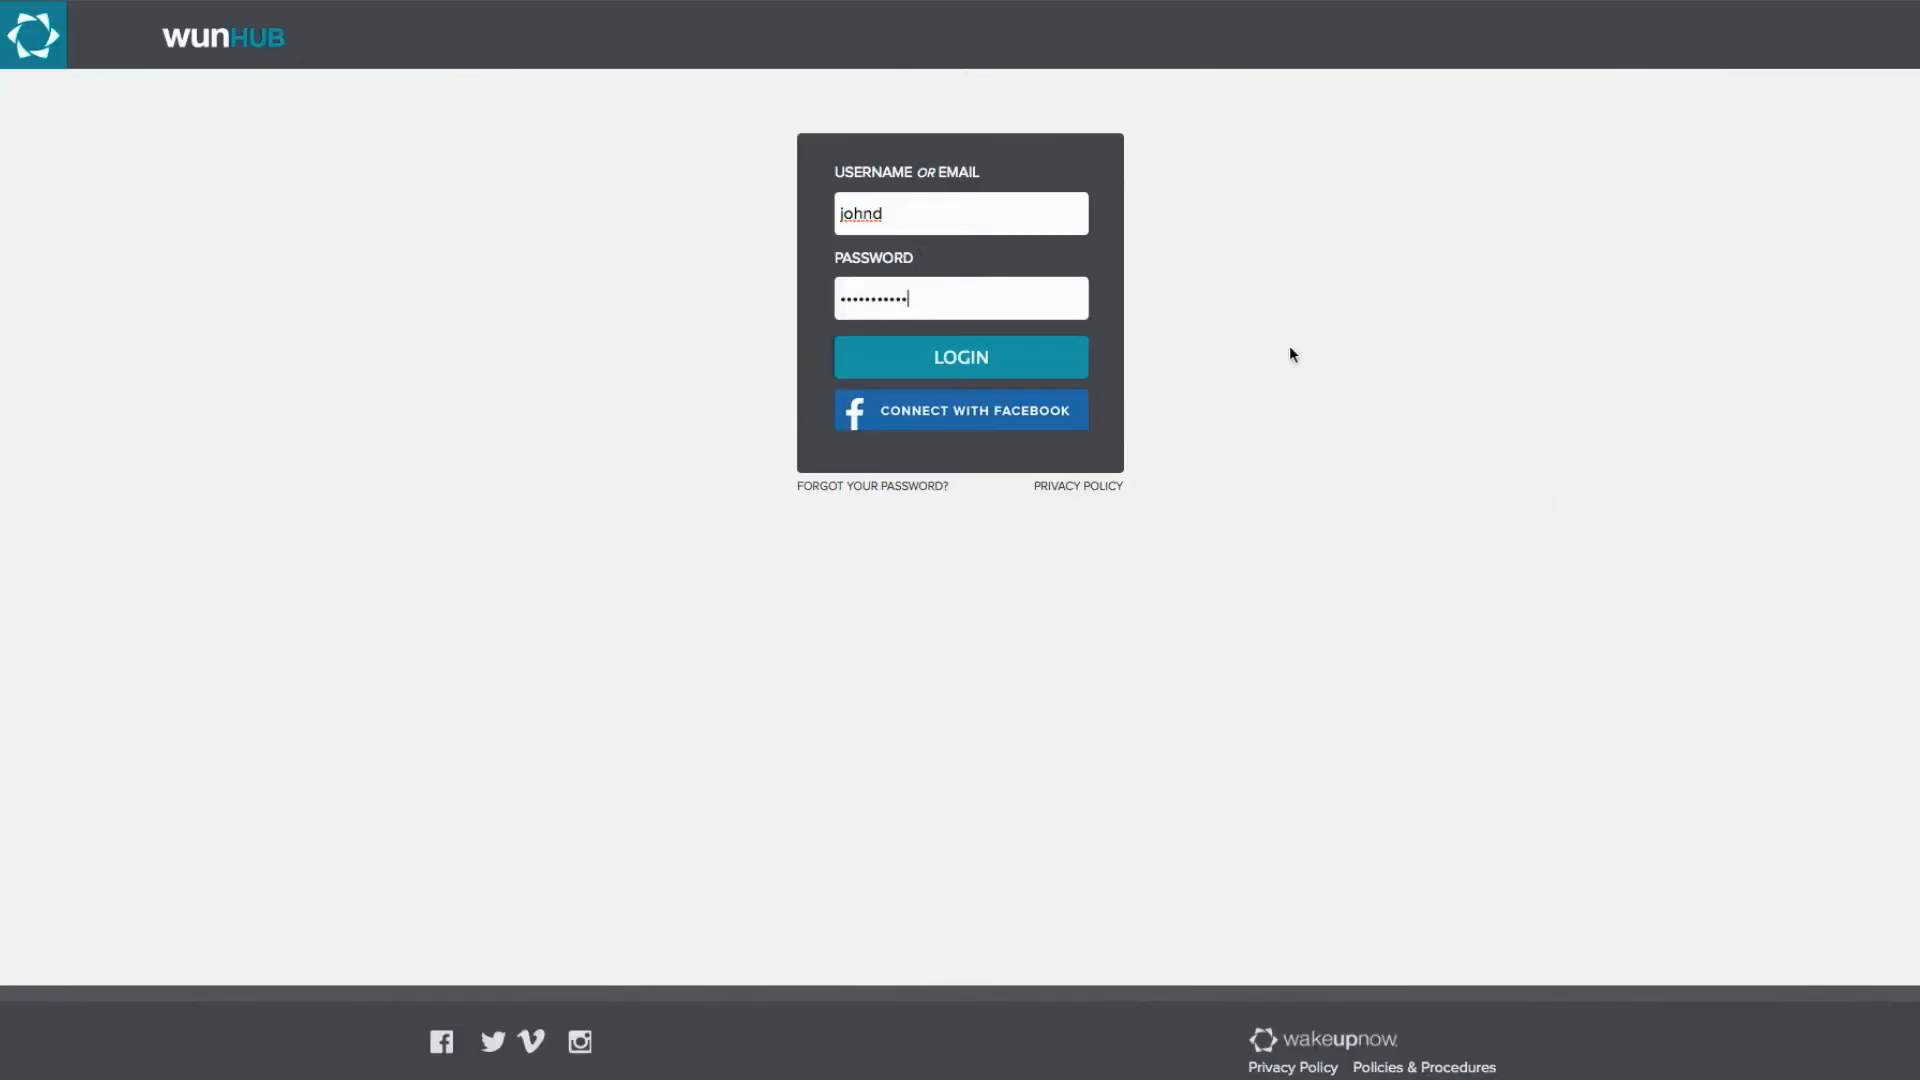 wunHUB
USERNAME OR EMAIL
johnd
PASSWORD
•••••••••••
LOGIN
CONNECT WITH FACEBOOK
FORGOT YOUR PASSWORD? PRIVACY POLICY
wakeupnow
Privacy Policy Policies & Procedures